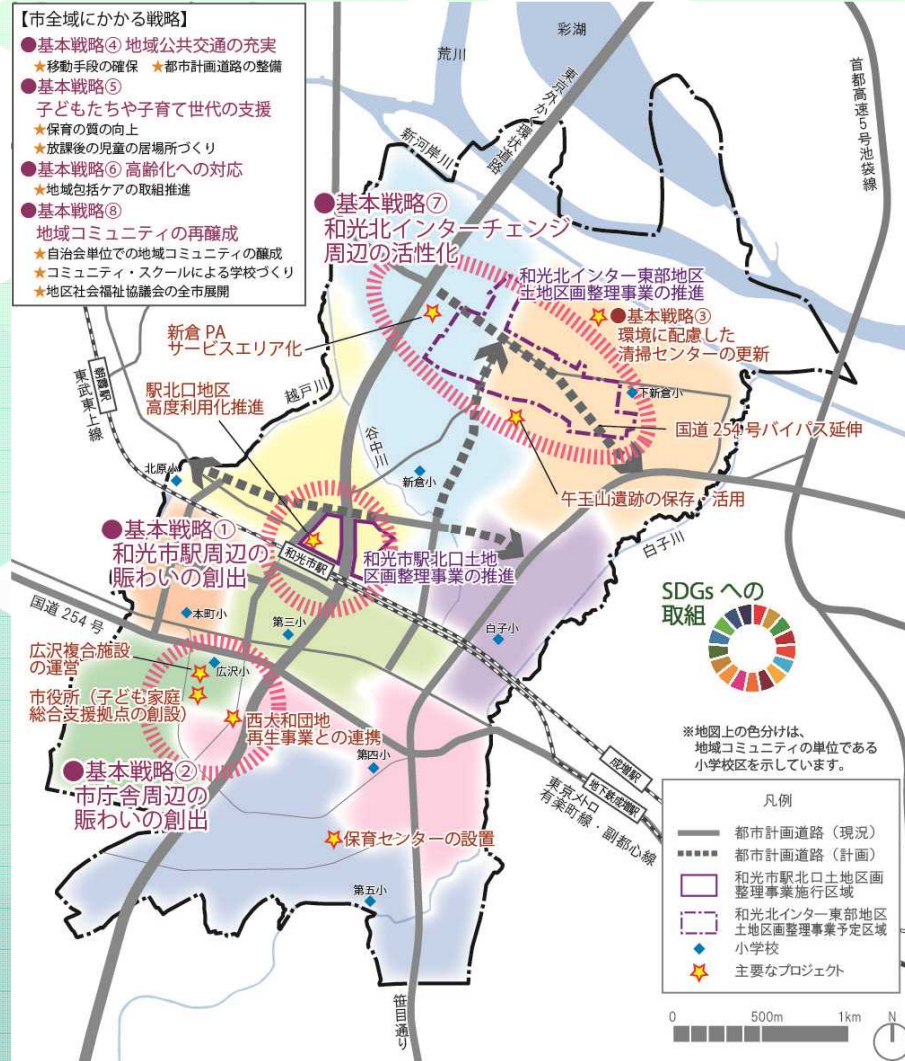 【市全域にかかる戦略】
●基本戦略④ 地域公共交通の充実
★移動手段の確保 ★都市計画道路の整備
●基本戦略⑤
子どもたちや子育て世代の支援
★保育の質の向上
★放課後の児童の居場所づくり
●基本戦略⑥ 高齢化への対応
★地域包括ケアの取組推進
●基本戦略⑧
地域コミュニティの再醸成
★自治会単位での地域コミュニティの醸成
★コミュニティ・スクールによる学校づくり
★地区社会福祉協議会の全市展開
彩湖
荒川
東京外かく環状道路
首都高速5号池袋線
新河岸川
●基本戦略⑦
和光北インターチェンジ
周辺の活性化
和光北インター東部地区
土地区画整理事業の推進
新倉PA
サービスエリア化
●基本戦略③
環境に配慮した
清掃センターの更新
朝霞駅
東武東上線
越戸川
駅北口地区
高度利用化推進
谷中川
下新倉小
国道254号バイパス延伸
北原小
新倉小
午王山遺跡の保存・活用
白子川
●基本戦略①
和光市駅周辺の
賑わいの創出
和光市駅
和光市駅北口土地
区画整理事業の推進
SDGsへの
取組
国道254号
本町小
第三小
白子小
広沢複合施設
の運営
広沢小
市役所（子ども家庭
総合支援拠点の創設）
西大和団地
再生事業との連携
※地図上の色分けは、
地域コミュニティの単位である
小学校区を示しています。
●基本戦略②
市庁舎周辺の
賑わいの創出
第四小
成増駅
地下鉄成増駅
東京メトロ
有楽町線・副都心線
保育センターの設置
第五小
笹目通り
凡例
都市計画道路（現況）
都市計画道路（計画）
和光市駅北口土地区画
整理事業施行区域
和光北インター東部地区
土地区画整理事業予定区域
小学校
主要なプロジェクト
0 500m 1km N